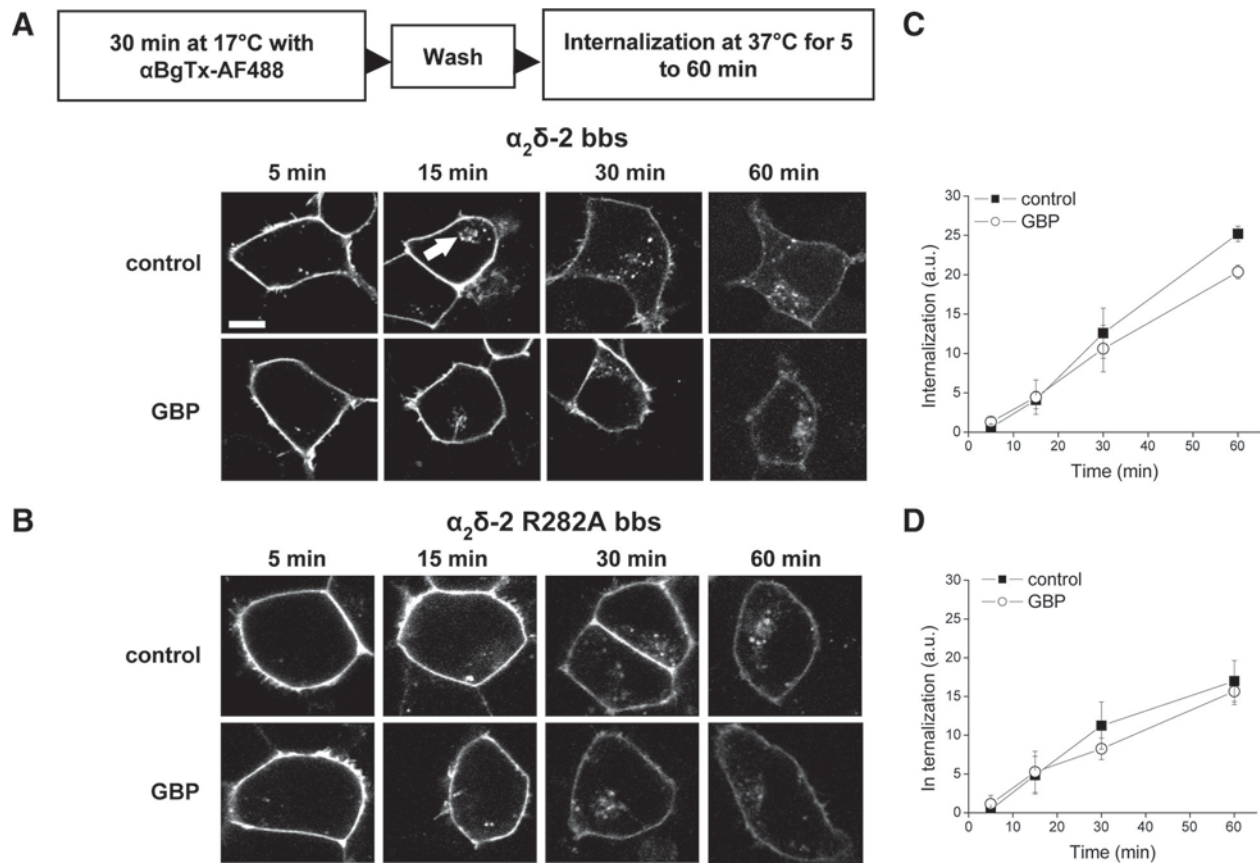 A
30 min at 17°C with
αBgTx-AF488
Wash
Internalization at 37°C for 5
to 60 min
α₂δ-2 bbs
5 min
15 min
30 min
60 min
control
GBP
B
α₂δ-2 R282A bbs
5 min
15 min
30 min
60 min
control
GBP
C
control
GBP
Internalization (a.u.)
30
25
20
15
10
5
0
0 10 20 30 40 50 60
Time (min)
D
control
GBP
In ternalization (a.u.)
30
25
20
15
10
5
0
0 10 20 30 40 50 60
Time (min)